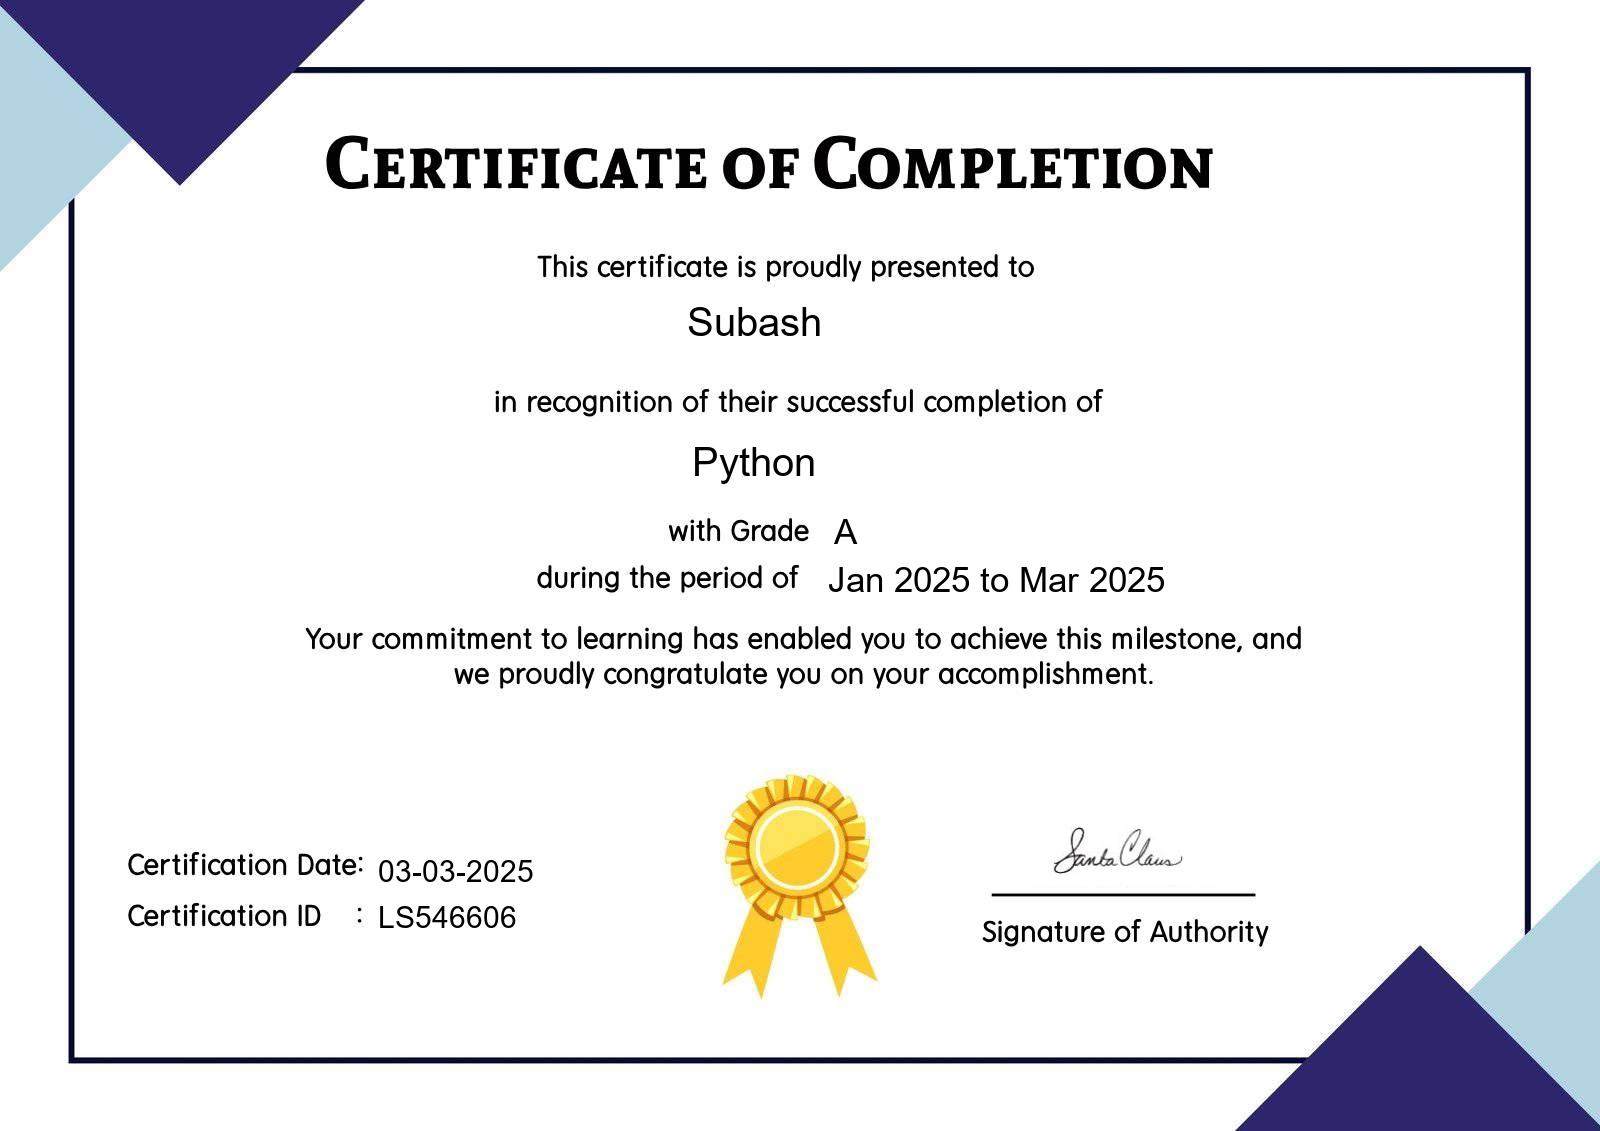 Certificate of Completion
This certificate is proudly presented to
Subash
in recognition of their successful completion of
Python
with Grade A
during the period of Jan 2025 to Mar 2025
Your commitment to learning has enabled you to achieve this milestone, and
we proudly congratulate you on your accomplishment.
Santa Claus
Certification Date: 03-03-2025
Certification ID : LS546606
Signature of Authority